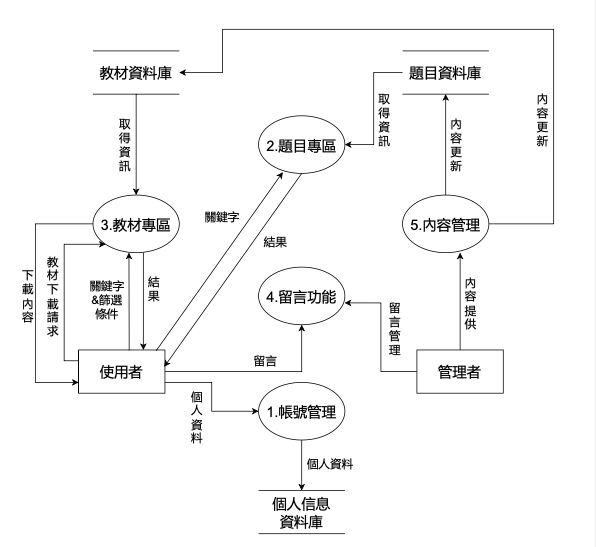 教材資料庫
題目資料庫
取得資訊
取得資訊
內容更新
內容更新
2.題目專區
3.教材專區
5.內容管理
關鍵字
結果
下載內容
教材下載請求
關鍵字
&篩選
條件
結果
4.留言功能
留言管理
內容提供
使用者
留言
管理者
個人資料
1.帳號管理
個人資料
個人信息
資料庫